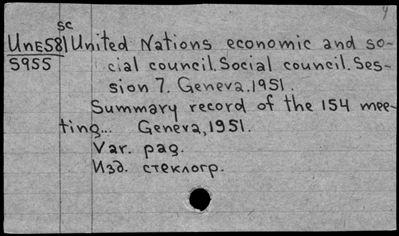 sc
UnE581 United Nations economic and so-
S955 cial council. Social council. Ses-
sion 7. Geneva. 1951.
Summary record of the 154 mee-
ting... Geneva, 1951.
Var. pag.
Изд. стеклогр.